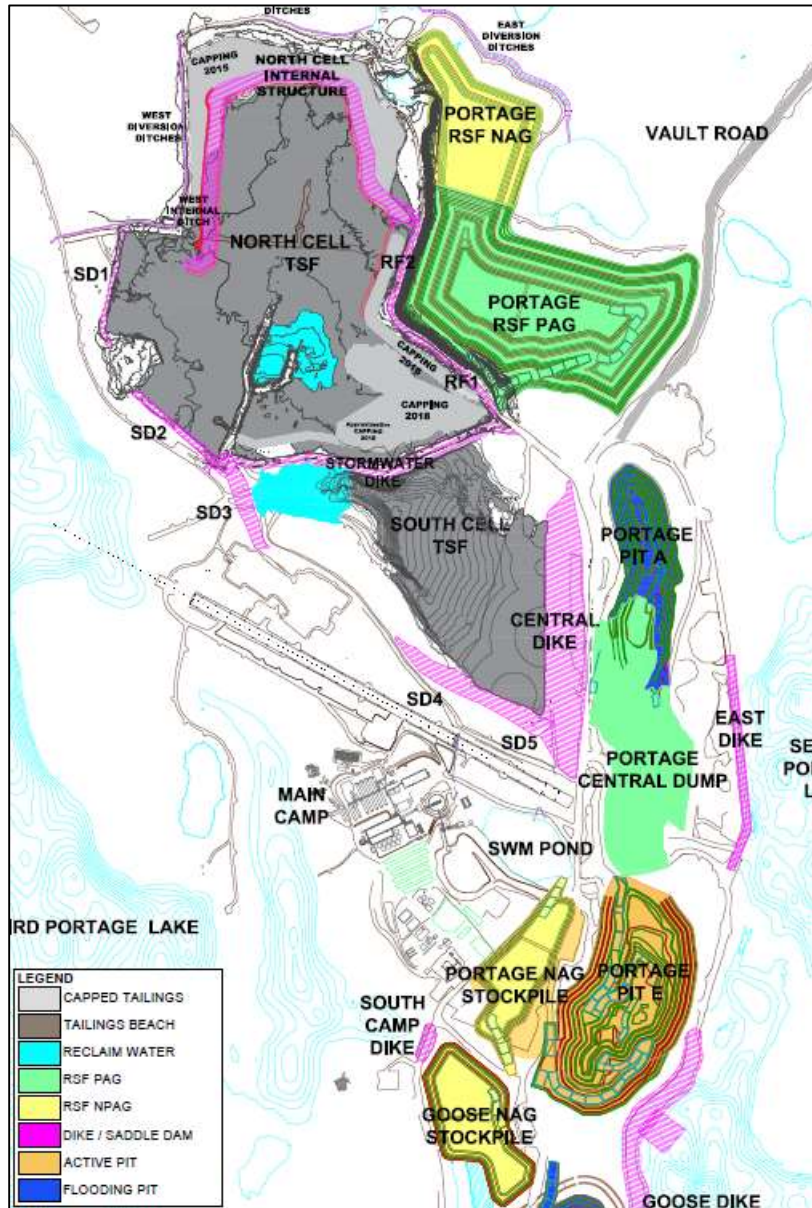 DITCHES
EAST
DIVERSION
DITCHES
CAPPING
2015
NORTH CELL
INTERNAL
STRUCTURE
PORTAGE
RSF NAG
WEST
DIVERSION
DITCHES
VAULT ROAD
WEST
INTERNAL
DITCH
NORTH CELL
TSF
RF2
SD1
PORTAGE
RSF PAG
CAPPING
RF1
CAPPING
2018
SD2
STORMWATER
DIKE
SD3
SOUTH CELL
TSF
PORTAGE
PIT A
CENTRAL
DIKE
SD4
SD5
EAST
DIKE
SE
PO
L
PORTAGE
CENTRAL DUMP
MAIN
CAMP
SWM POND
IRD PORTAGE LAKE
PORTAGE NAG
STOCKPILE
PORTAGE
PIT E
SOUTH
CAMP
DIKE
GOOSE NAG
STOCKPILE
GOOSE DIKE
LEGEND
CAPPED TAILINGS
TAILINGS BEACH
RECLAIM WATER
RSF PAG
RSF NPAG
DIKE / SADDLE DAM
ACTIVE PIT
FLOODING PIT